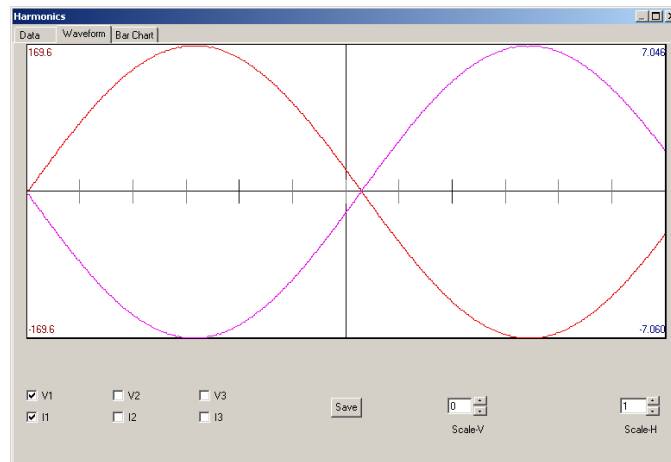 Harmonics
Data Waveform Bar Chart
169.6 7.046
-169.6 -7.060
V1 V2 V3
I1 I2 I3
Save 0 1
Scale-V Scale-H